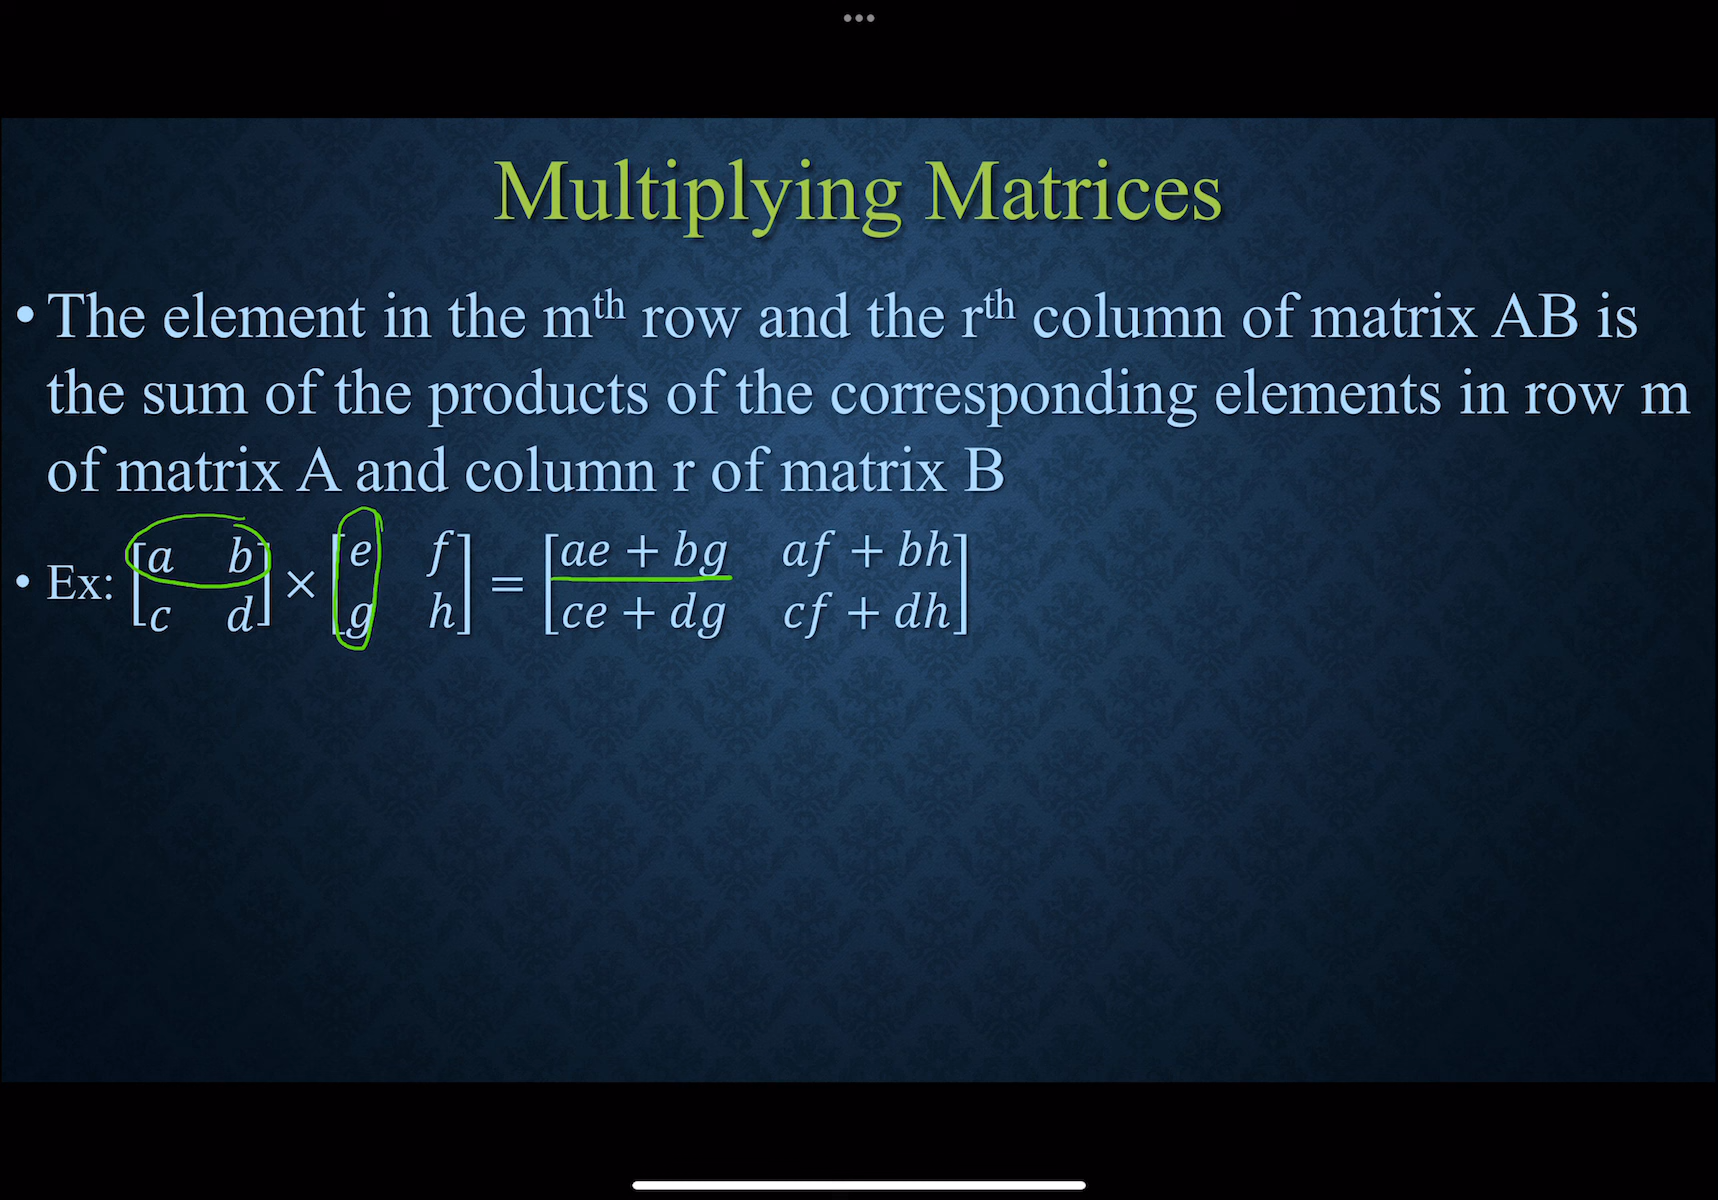 Multiplying Matrices
• The element in the mᵗʰ row and the rᵗʰ column of matrix AB is
the sum of the products of the corresponding elements in row m
of matrix A and column r of matrix B
• Ex: [a b; c d] × [e f; g h] = [ae + bg af + bh; ce + dg cf + dh]